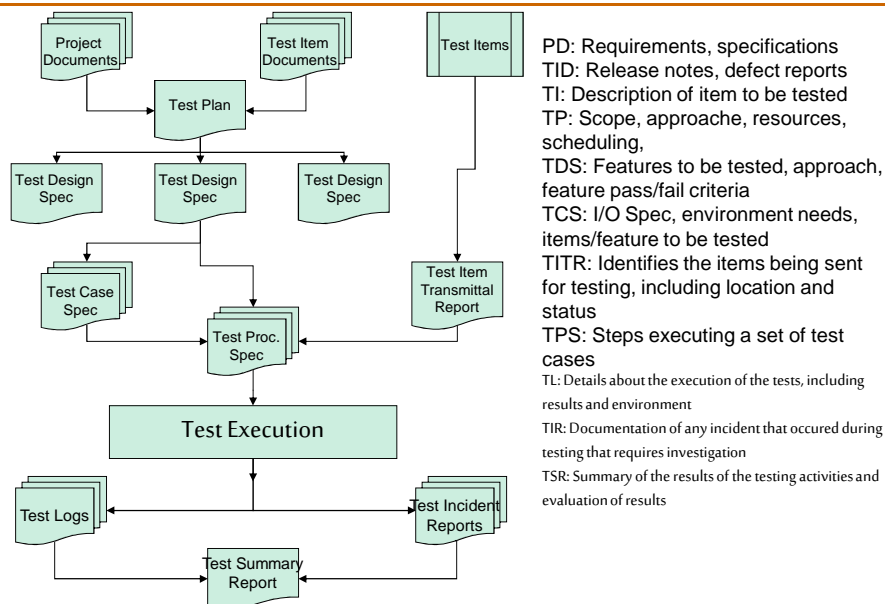 Project
Documents
Test Item
Documents
Test Items
Test Plan
Test Design
Spec
Test Design
Spec
Test Design
Spec
Test Case
Spec
Test Item
Transmittal
Report
Test Proc.
Spec
Test Execution
Test Logs
Test Incident
Reports
Test Summary
Report
PD: Requirements, specifications
TID: Release notes, defect reports
TI: Description of item to be tested
TP: Scope, approache, resources,
scheduling,
TDS: Features to be tested, approach,
feature pass/fail criteria
TCS: I/O Spec, environment needs,
items/feature to be tested
TITR: Identifies the items being sent
for testing, including location and
status
TPS: Steps executing a set of test
cases
TL: Details about the execution of the tests, including
results and environment
TIR: Documentation of any incident that occured during
testing that requires investigation
TSR: Summary of the results of the testing activities and
evaluation of results